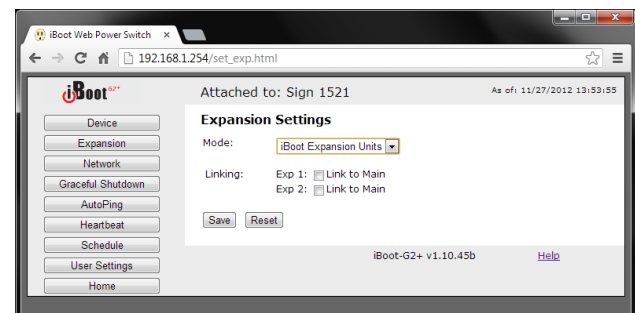 iBoot Web Power Switch ×
192.168.1.254/set_exp.html
iBoot G2+
Attached to: Sign 1521
As of: 11/27/2012 13:53:55
Device
Expansion
Network
Graceful Shutdown
AutoPing
Heartbeat
Schedule
User Settings
Home
Expansion Settings
Mode: iBoot Expansion Units
Linking: Exp 1: Link to Main
Exp 2: Link to Main
Save Reset
iBoot-G2+ v1.10.45b Help